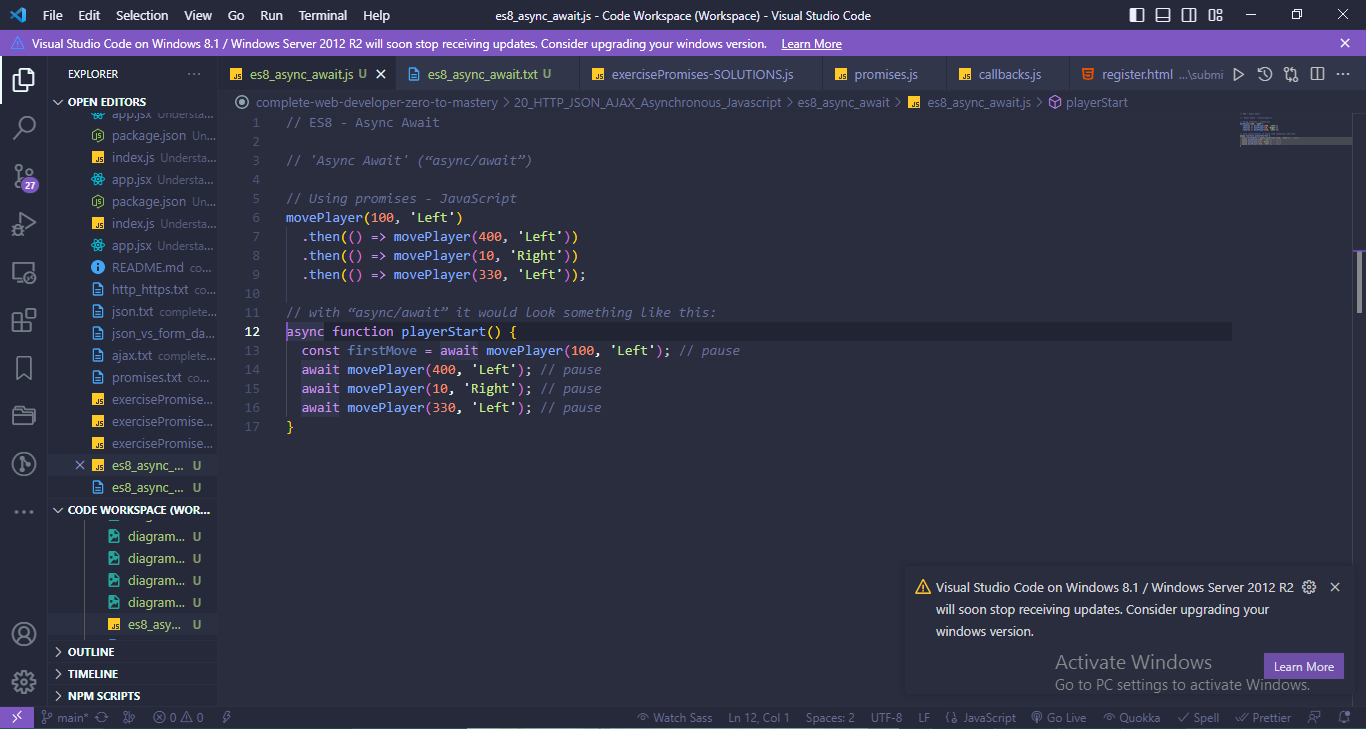 File Edit Selection View Go Run Terminal Help es8_async_await.js - Code Workspace (Workspace) - Visual Studio Code
Visual Studio Code on Windows 8.1 / Windows Server 2012 R2 will soon stop receiving updates. Consider upgrading your windows version. Learn More
EXPLORER ···
es8_async_await.js U
es8_async_await.txt U
exercisePromises-SOLUTIONS.js
promises.js
callbacks.js
register.html ...\submi
OPEN EDITORS
app.jsx Understa...
package.json Un...
index.js Understa...
app.jsx Understa...
package.json Un...
index.js Understa...
app.jsx Understa...
README.md co...
http_https.txt co...
json.txt complete...
json_vs_form_da...
ajax.txt complete...
promises.txt co...
exercisePromise...
exercisePromise...
exercisePromise...
es8_async_... U
es8_async_... U
CODE WORKSPACE (WOR...
diagram... U
diagram... U
diagram... U
diagram... U
es8_asy... U
OUTLINE
TIMELINE
NPM SCRIPTS
27
complete-web-developer-zero-to-mastery > 20_HTTP_JSON_AJAX_Asynchronous_Javascript > es8_async_await > es8_async_await.js > playerStart
1 // ES8 - Async Await
2
3 // 'Async Await' (“async/await”)
4
5 // Using promises - JavaScript
6 movePlayer(100, 'Left')
7 .then(() => movePlayer(400, 'Left'))
8 .then(() => movePlayer(10, 'Right'))
9 .then(() => movePlayer(330, 'Left'));
10
11 // with “async/await” it would look something like this:
12 async function playerStart() {
13 const firstMove = await movePlayer(100, 'Left'); // pause
14 await movePlayer(400, 'Left'); // pause
15 await movePlayer(10, 'Right'); // pause
16 await movePlayer(330, 'Left'); // pause
17 }
Visual Studio Code on Windows 8.1 / Windows Server 2012 R2
will soon stop receiving updates. Consider upgrading your
windows version.
Learn More
Activate Windows
Go to PC settings to activate Windows.
main* 0 0 Watch Sass Ln 12, Col 1 Spaces: 2 UTF-8 LF JavaScript Go Live Quokka Spell Prettier